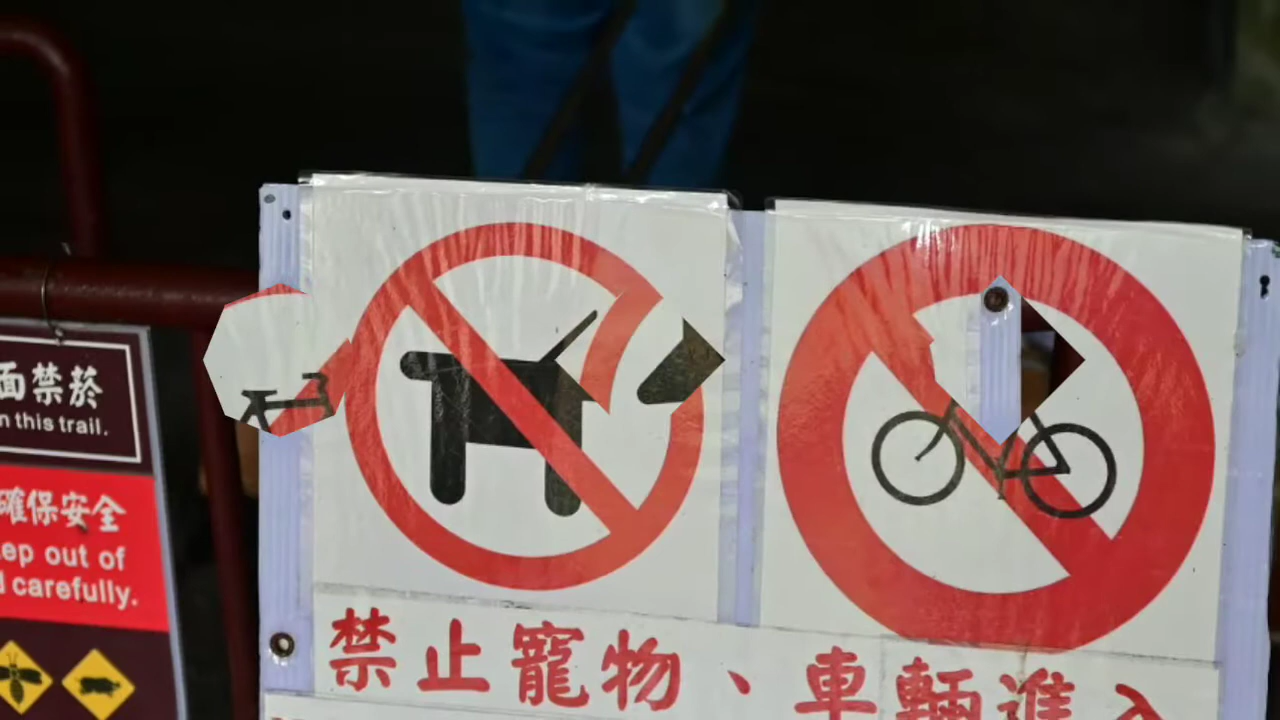 面禁菸
n this trail.
確保安全
ep out of
d carefully.
禁止寵物、車輛進入